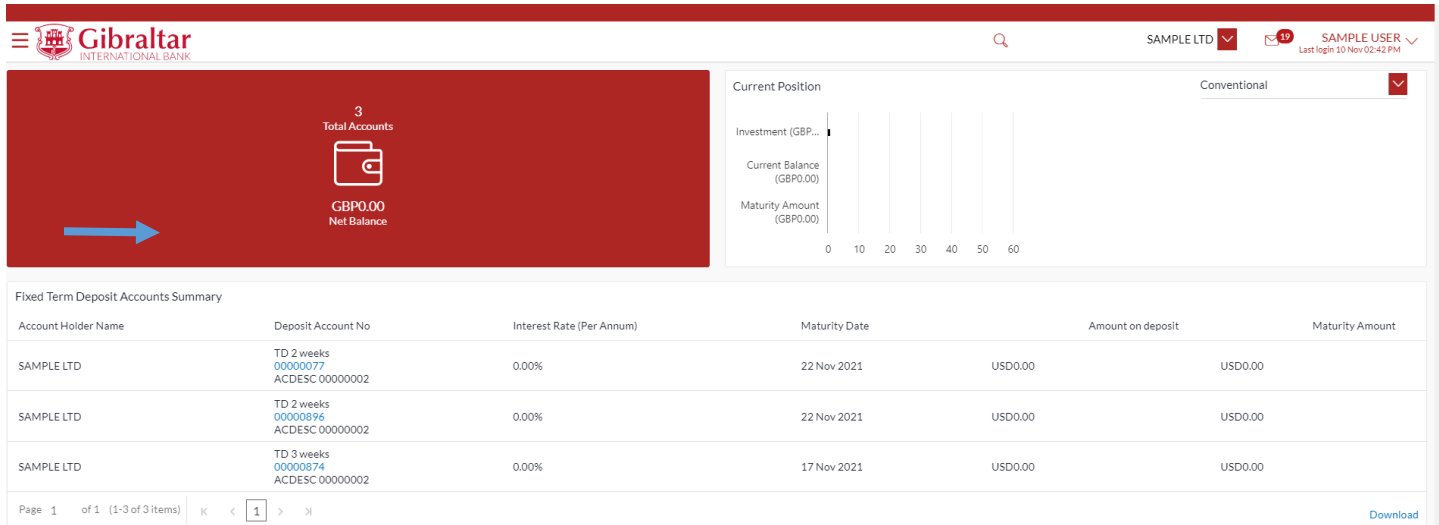 Gibraltar
INTERNATIONAL BANK
SAMPLE LTD
19
SAMPLE USER
Last login 10 Nov 02:42 PM
3
Total Accounts
GBP0.00
Net Balance
Current Position
Conventional
Investment (GBP...
Current Balance
(GBP0.00)
Maturity Amount
(GBP0.00)
0 10 20 30 40 50 60
Fixed Term Deposit Accounts Summary
Account Holder Name Deposit Account No Interest Rate (Per Annum) Maturity Date Amount on deposit Maturity Amount
TD 2 weeks
SAMPLE LTD 00000077 0.00% 22 Nov 2021 USD0.00 USD0.00
ACDESC 00000002
TD 2 weeks
SAMPLE LTD 00000896 0.00% 22 Nov 2021 USD0.00 USD0.00
ACDESC 00000002
TD 3 weeks
SAMPLE LTD 00000874 0.00% 17 Nov 2021 USD0.00 USD0.00
ACDESC 00000002
Page 1 of 1 (1-3 of 3 items) K < 1 > >|
Download